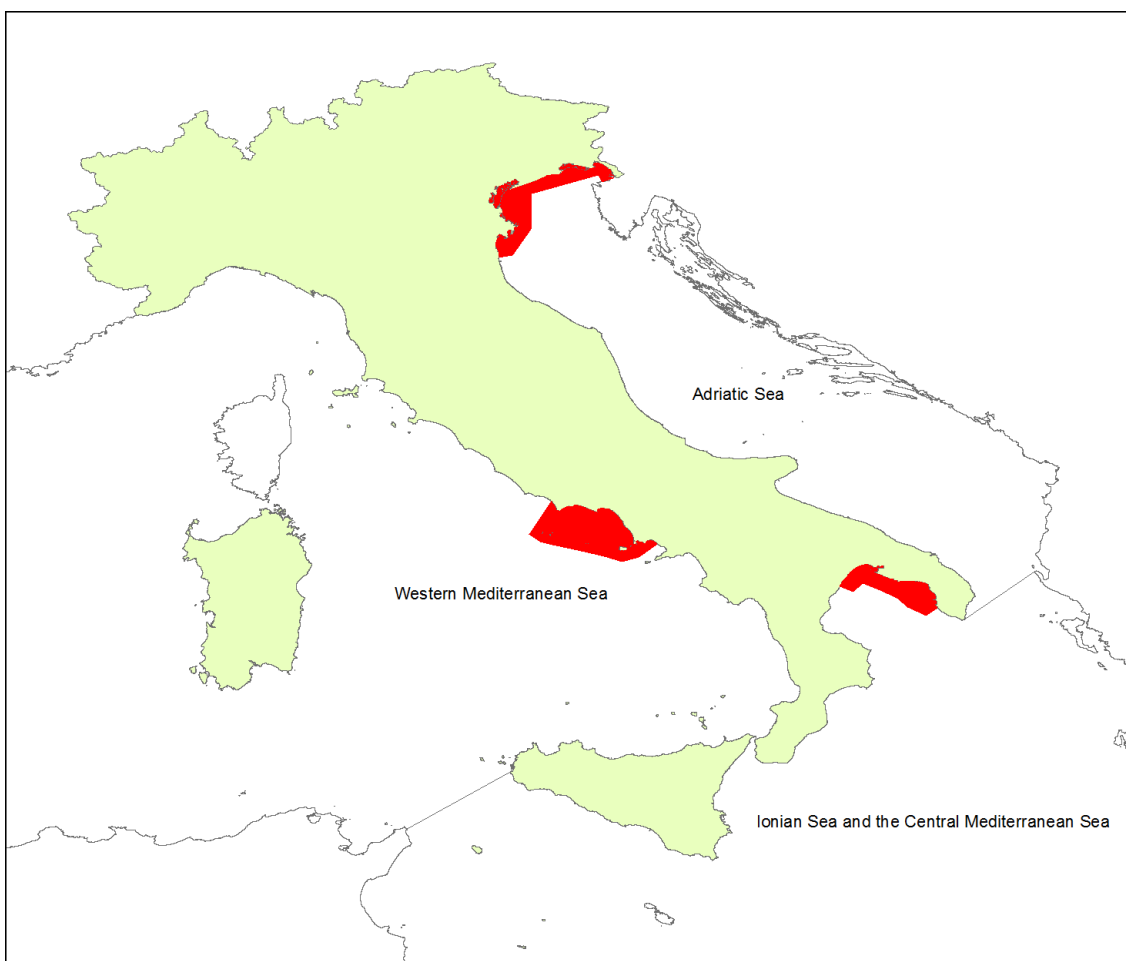 Adriatic Sea
Western Mediterranean Sea
Ionian Sea and the Central Mediterranean Sea